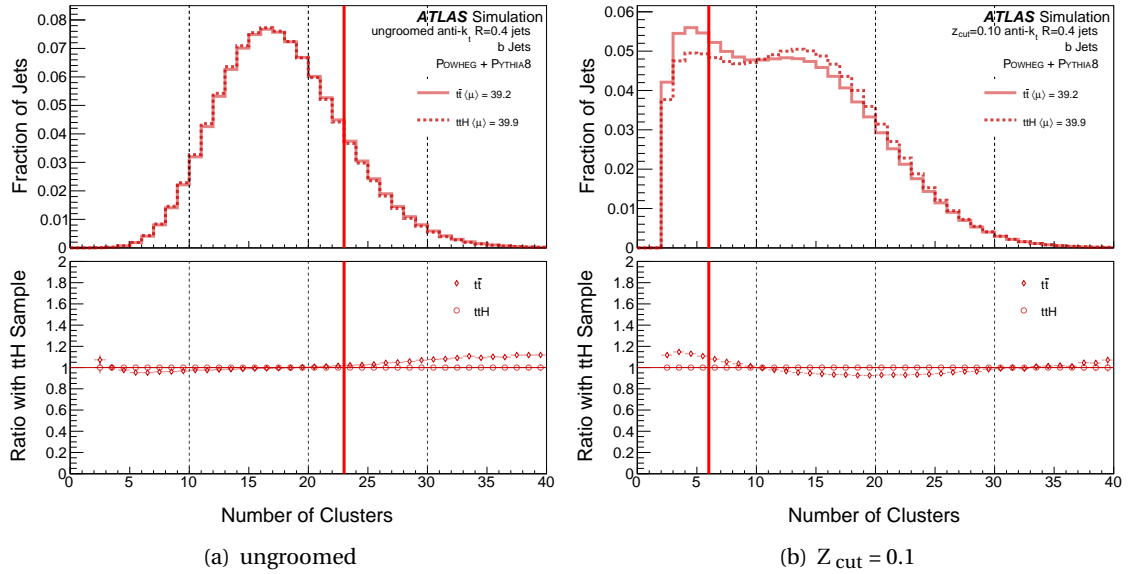 ATLAS Simulation
ungroomed anti-kt R=0.4 jets
b Jets
POWHEG + PYTHIA8
tt̄ ⟨μ⟩ = 39.2
ttH ⟨μ⟩ = 39.9
Fraction of Jets
0.08
0.07
0.06
0.05
0.04
0.03
0.02
0.01
0
Ratio with ttH Sample
2
1.8
1.6
1.4
1.2
1
0.8
0.6
0.4
0.2
0
tt̄
ttH
0 5 10 15 20 25 30 35 40
Number of Clusters
(a) ungroomed
ATLAS Simulation
zcut=0.10 anti-kt R=0.4 jets
b Jets
POWHEG + PYTHIA8
tt̄ ⟨μ⟩ = 39.2
ttH ⟨μ⟩ = 39.9
Fraction of Jets
0.06
0.05
0.04
0.03
0.02
0.01
0
Ratio with ttH Sample
2
1.8
1.6
1.4
1.2
1
0.8
0.6
0.4
0.2
0
tt̄
ttH
0 5 10 15 20 25 30 35 40
Number of Clusters
(b) Z cut = 0.1